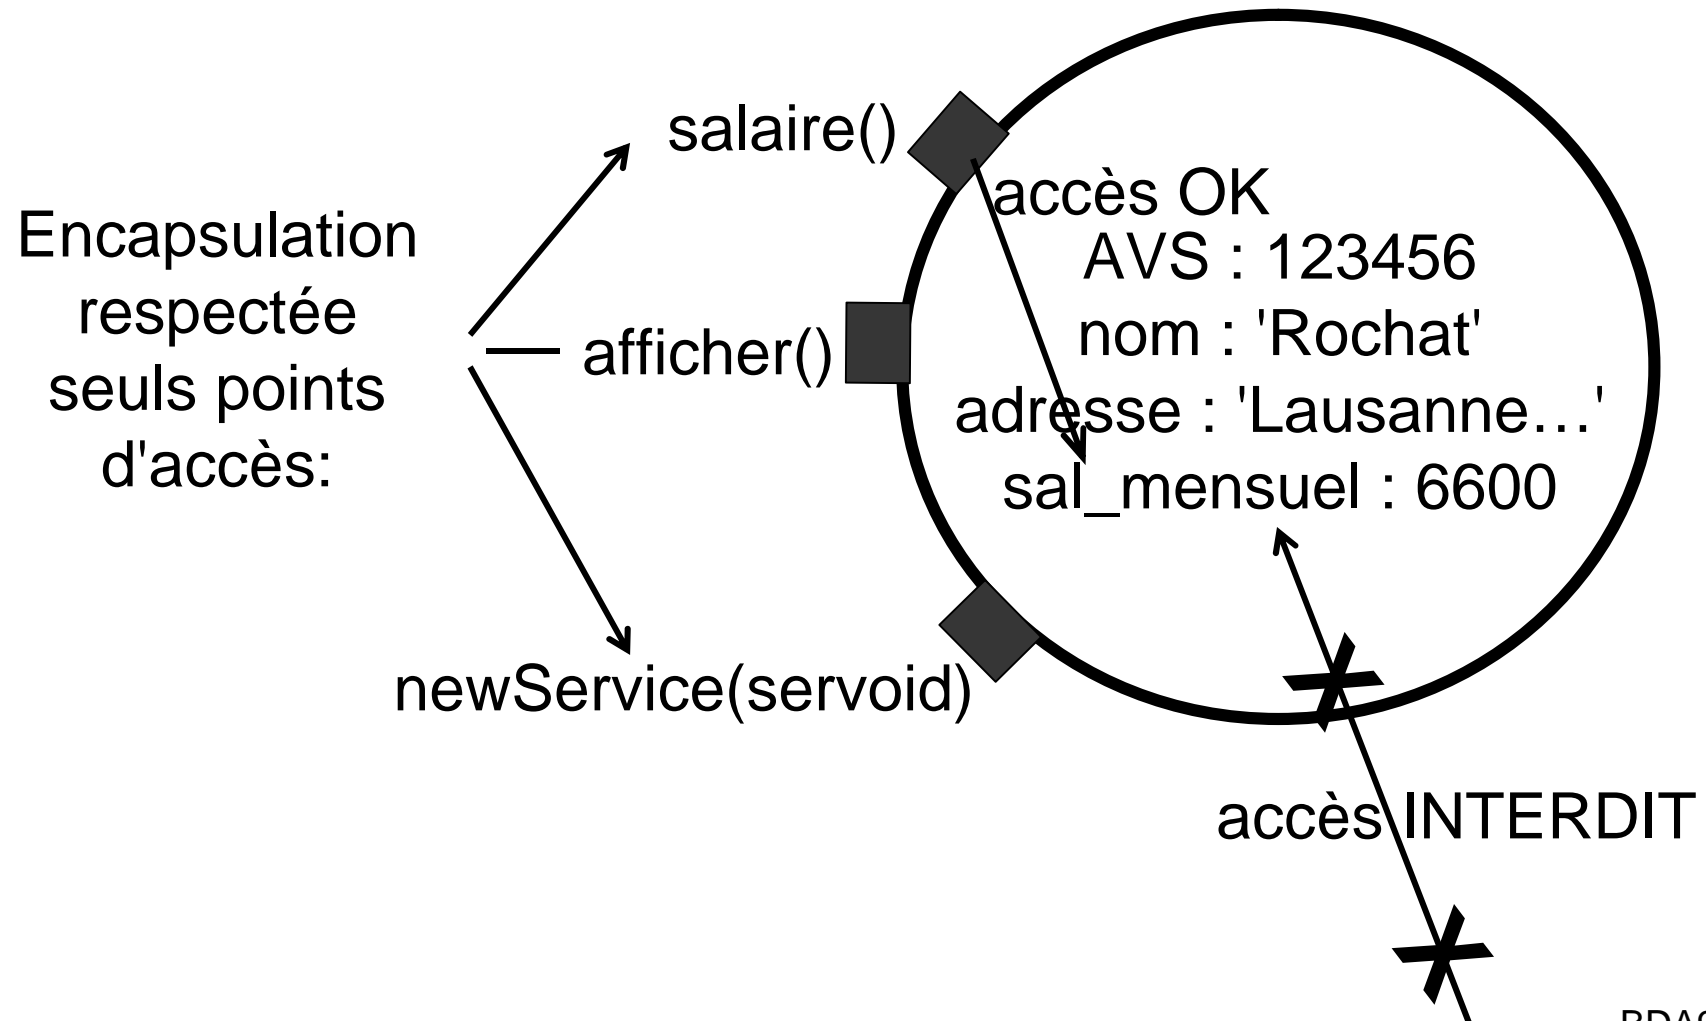 Encapsulation
respectée
seuls points
d'accès:
salaire()
afficher()
newService(servoid)
accès OK
AVS : 123456
nom : 'Rochat'
adresse : 'Lausanne…'
sal_mensuel : 6600
accès INTERDIT